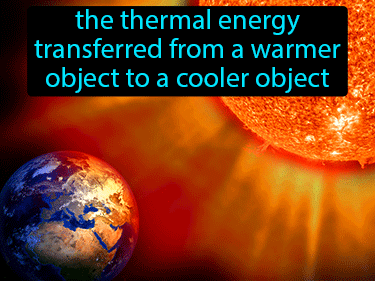 the thermal energy
transferred from a warmer
object to a cooler object